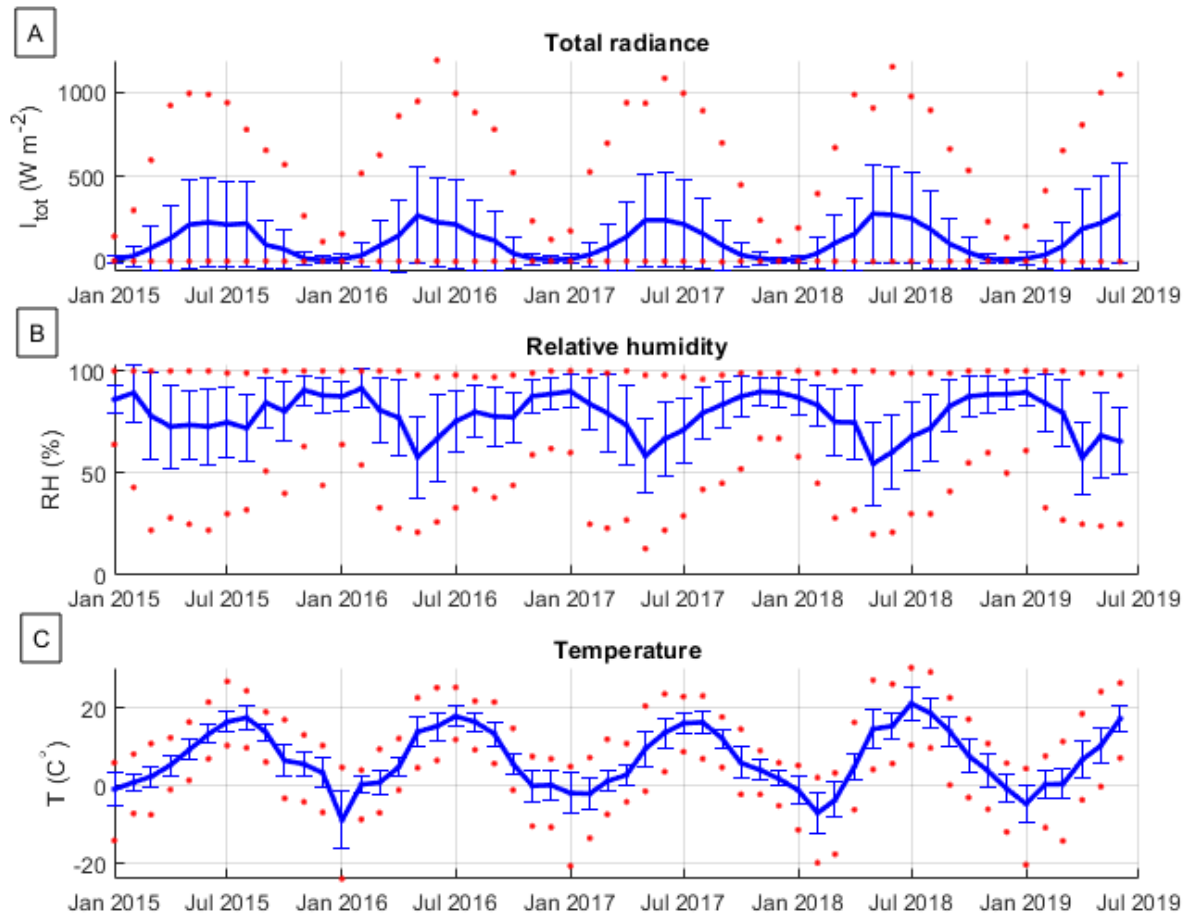 A
Total radiance
1000
500
0
I_tot (W m^-2)
Jan 2015 Jul 2015 Jan 2016 Jul 2016 Jan 2017 Jul 2017 Jan 2018 Jul 2018 Jan 2019 Jul 2019
B
Relative humidity
100
50
0
RH (%)
Jan 2015 Jul 2015 Jan 2016 Jul 2016 Jan 2017 Jul 2017 Jan 2018 Jul 2018 Jan 2019 Jul 2019
C
Temperature
20
0
-20
T (C°)
Jan 2015 Jul 2015 Jan 2016 Jul 2016 Jan 2017 Jul 2017 Jan 2018 Jul 2018 Jan 2019 Jul 2019